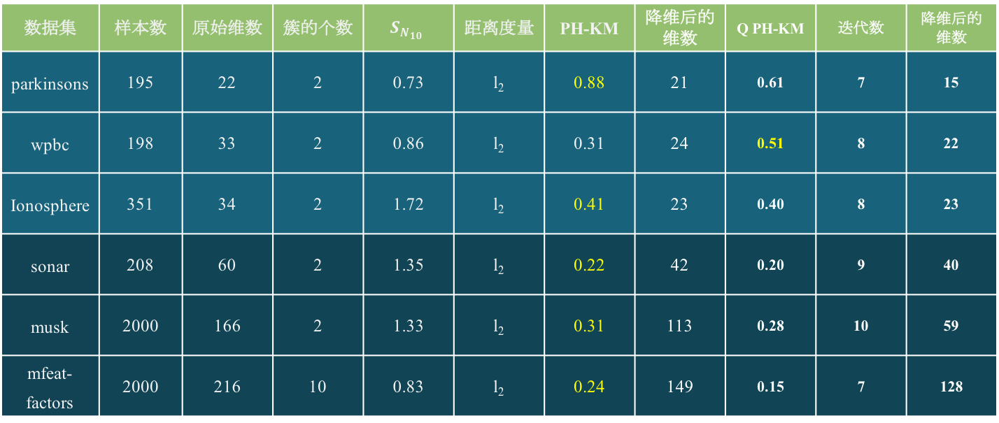 数据集 样本数 原始维数 簇的个数 S_{N_{10}} 距离度量 PH-KM 降维后的维数 Q PH-KM 迭代数 降维后的维数
parkinsons 195 22 2 0.73 l₂ 0.88 21 0.61 7 15
wpbc 198 33 2 0.86 l₂ 0.31 24 0.51 8 22
Ionosphere 351 34 2 1.72 l₂ 0.41 23 0.40 8 23
sonar 208 60 2 1.35 l₂ 0.22 42 0.20 9 40
musk 2000 166 2 1.33 l₂ 0.31 113 0.28 10 59
mfeat-factors 2000 216 10 0.83 l₂ 0.24 149 0.15 7 128